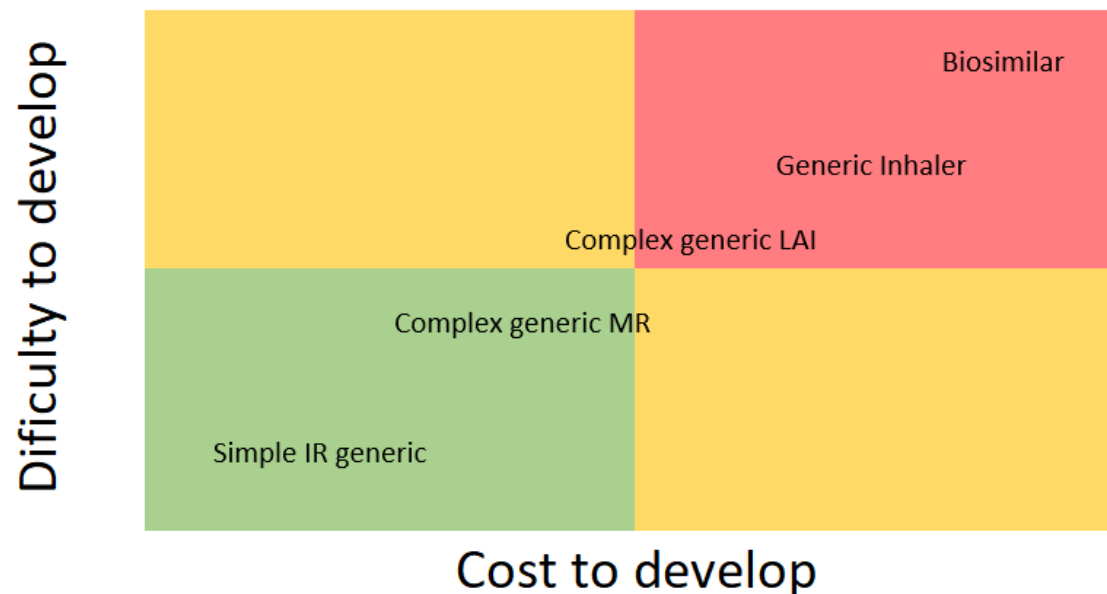 Dificulty to develop
Biosimilar
Generic Inhaler
Complex generic LAI
Complex generic MR
Simple IR generic
Cost to develop